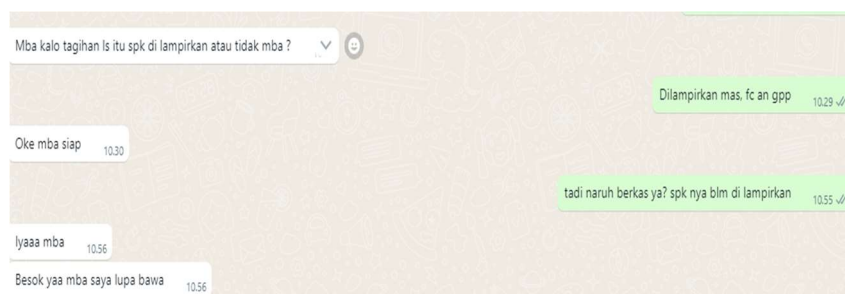 Mba kalo tagihan ls itu spk di lampirkan atau tidak mba ?
Dilampirkan mas, fc an gpp 10.29
Oke mba siap 10.30
tadi naruh berkas ya? spk nya blm di lampirkan 10.55
Iyaaa mba 10.56
Besok yaa mba saya lupa bawa 10.56